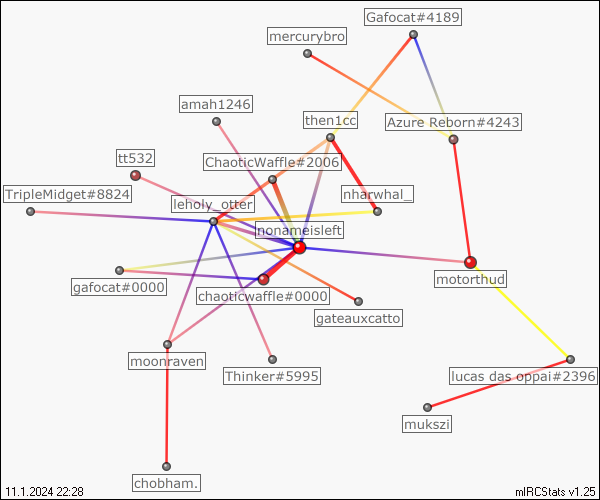 Gafocat#4189
mercurybro
amah1246
then1cc
Azure Reborn#4243
tt532
ChaoticWaffle#2006
TripleMidget#8824
leholy_otter
nharwhal_
nonameisleft
gafocat#0000
chaoticwaffle#0000
motorthud
gateauxcatto
moonraven
Thinker#5995
lucas das oppai#2396
mukszi
chobham.
11.1.2024 22:28
mIRCStats v1.25